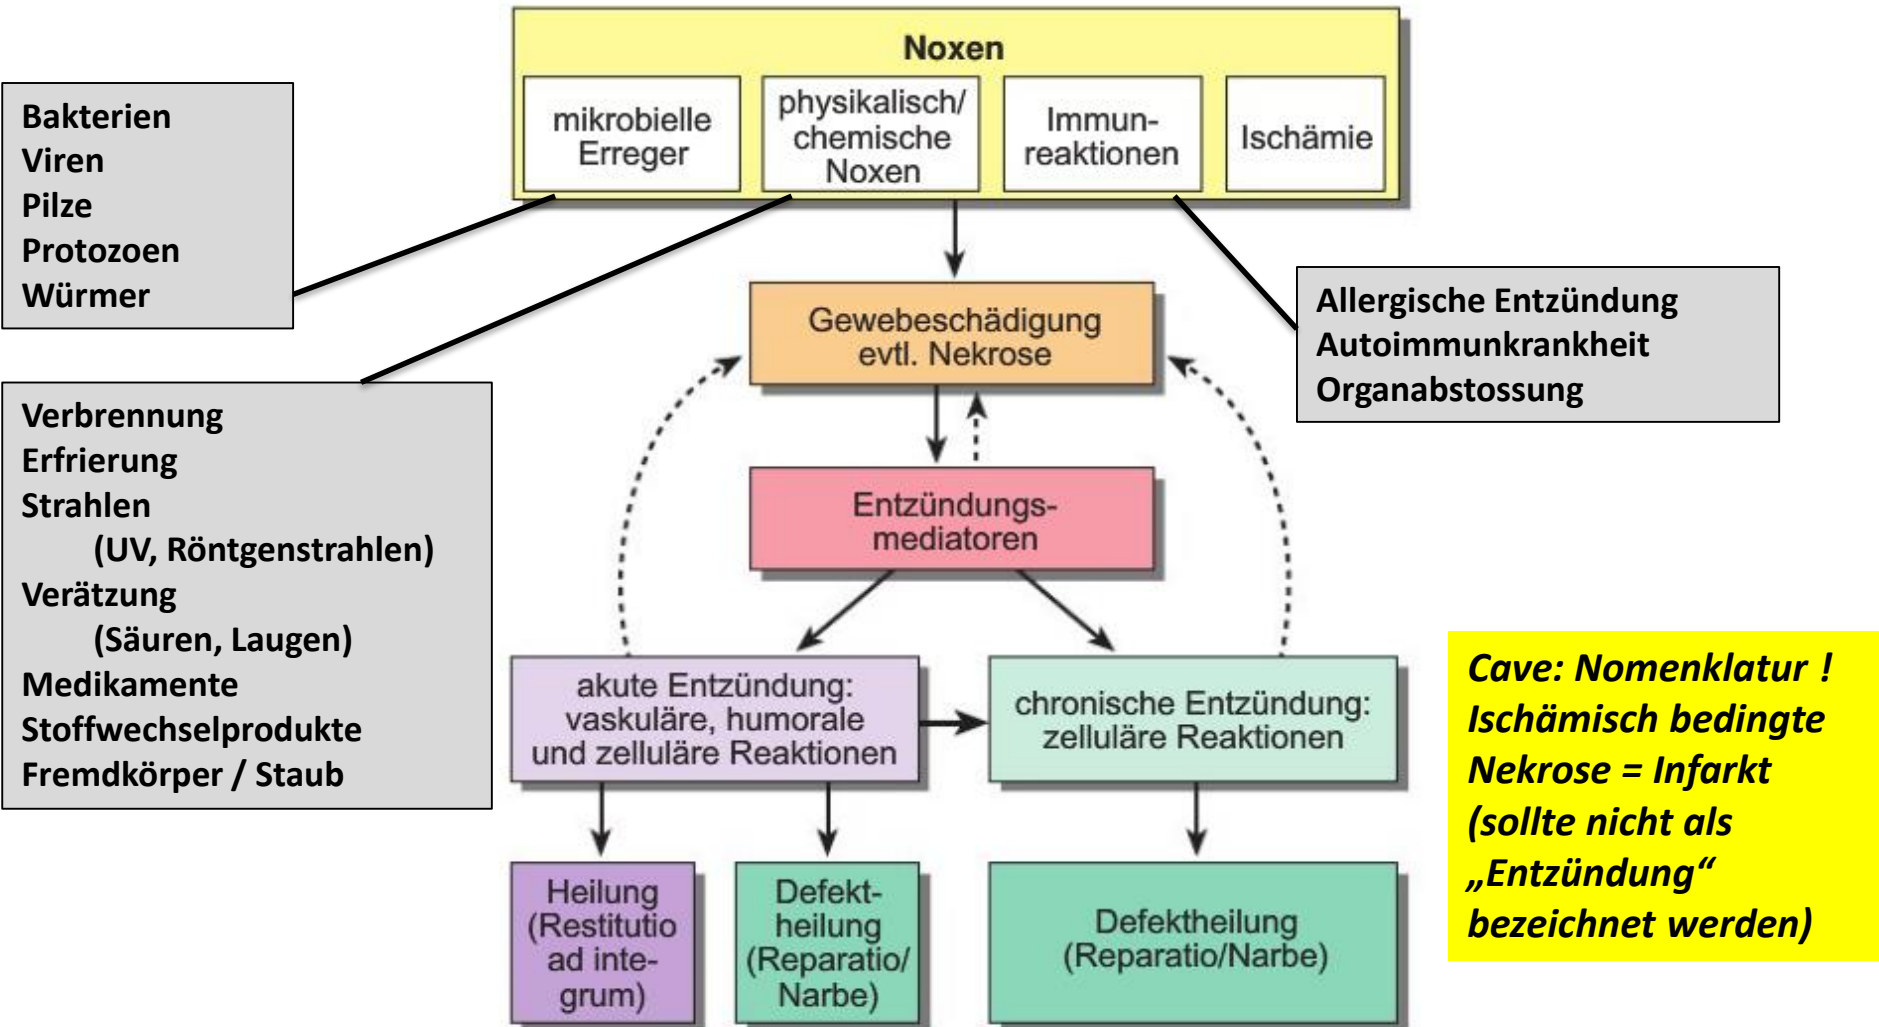 Noxen
mikrobielle
Erreger
physikalisch/
chemische
Noxen
Immun-
reaktionen
Ischämie
Bakterien
Viren
Pilze
Protozoen
Würmer
Gewebeschädigung
evtl. Nekrose
Allergische Entzündung
Autoimmunkrankheit
Organabstossung
Verbrennung
Erfrierung
Strahlen
(UV, Röntgenstrahlen)
Verätzung
(Säuren, Laugen)
Medikamente
Stoffwechselprodukte
Fremdkörper / Staub
Entzündungs-
mediatoren
akute Entzündung:
vaskuläre, humorale
und zelluläre Reaktionen
chronische Entzündung:
zelluläre Reaktionen
Cave: Nomenklatur !
Ischämisch bedingte
Nekrose = Infarkt
(sollte nicht als
„Entzündung“
bezeichnet werden)
Heilung
(Restitutio
ad inte-
grum)
Defekt-
heilung
(Reparatio/
Narbe)
Defektheilung
(Reparatio/Narbe)